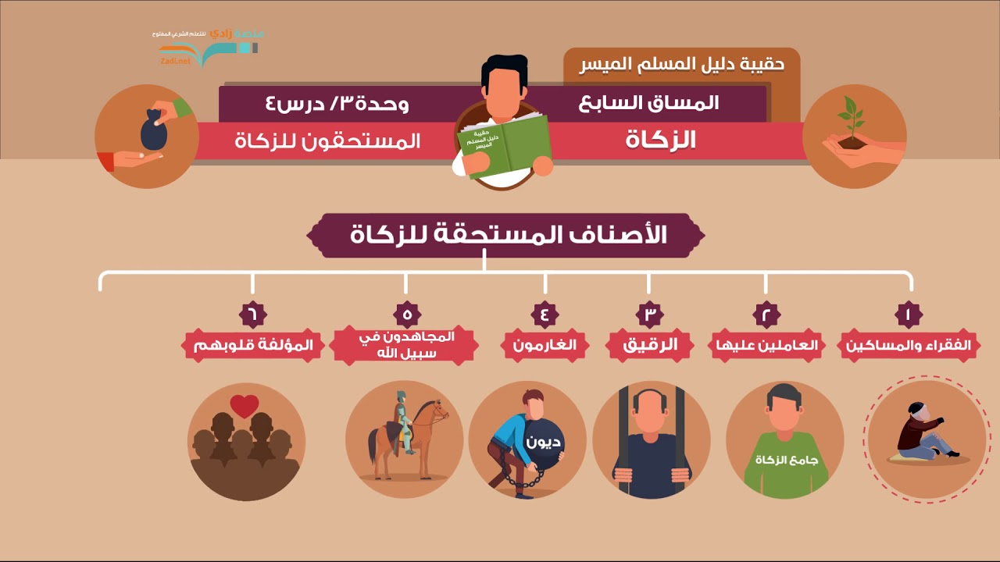 منصة زادي للتعلم الشرعي المفتوح
Zadi.net
حقيبة دليل المسلم الميسر
المساق السابع
وحدة٣/ درس٤
الزكاة
المستحقون للزكاة
حقيبة
دليل المسلم
الميسر
الأصناف المستحقة للزكاة
١
٢
٣
٤
٥
٦
الفقراء والمساكين
العاملين عليها
الرقيق
الغارمون
المجاهدون في
سبيل الله
المؤلفة قلوبهم
جامع الزكاة
ديون